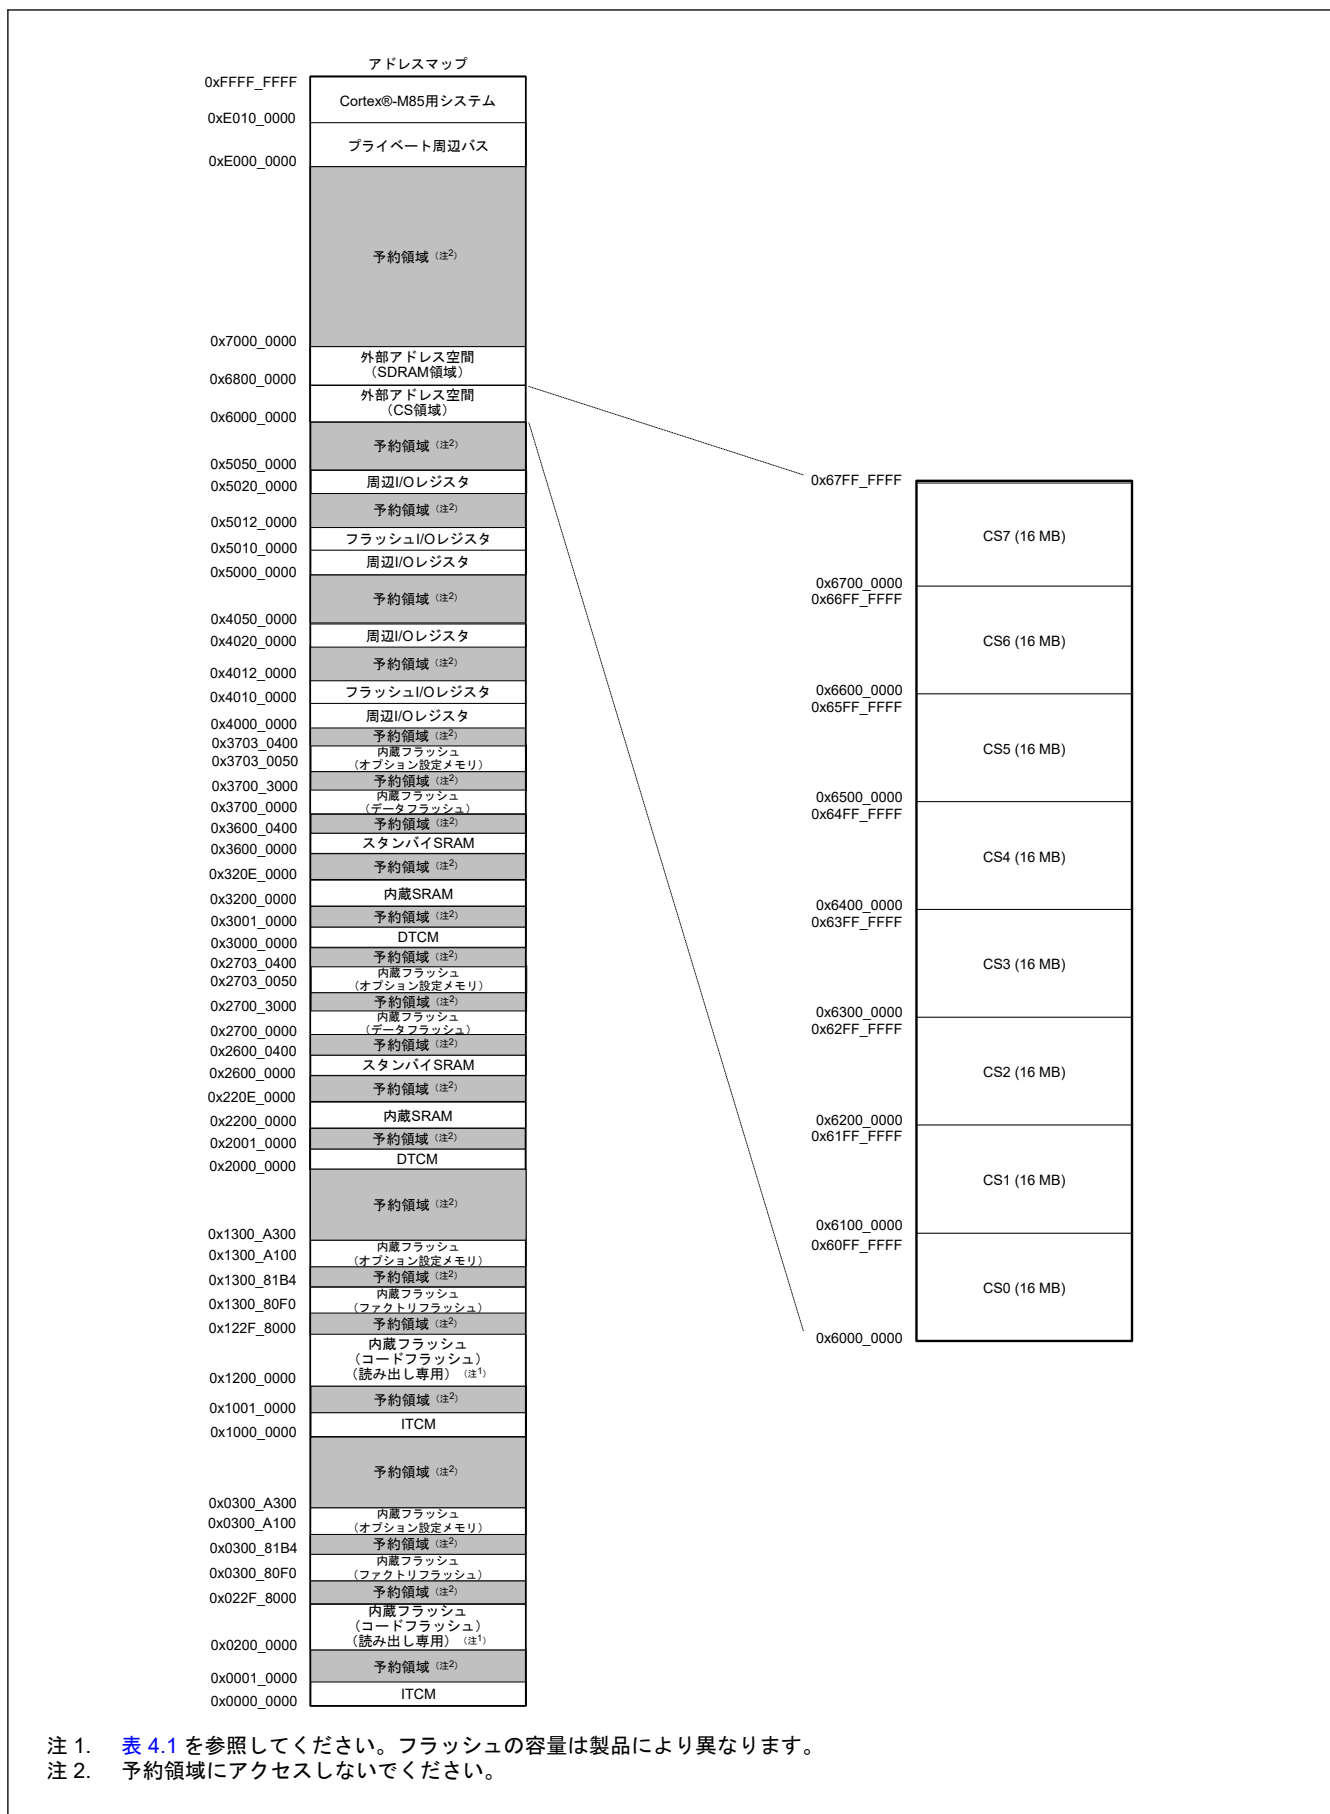 アドレスマップ
0xFFFF_FFFF
Cortex®-M85用システム
0xE010_0000
プライベート周辺バス
0xE000_0000
予約領域（注2）
0x7000_0000
外部アドレス空間
（SDRAM領域）
0x6800_0000
外部アドレス空間
（CS領域）
0x6000_0000
予約領域（注2）
0x5050_0000
周辺I/Oレジスタ
0x5020_0000
予約領域（注2）
0x5012_0000
フラッシュI/Oレジスタ
0x5010_0000
周辺I/Oレジスタ
0x5000_0000
予約領域（注2）
0x4050_0000
周辺I/Oレジスタ
0x4020_0000
予約領域（注2）
0x4012_0000
フラッシュI/Oレジスタ
0x4010_0000
周辺I/Oレジスタ
0x4000_0000
予約領域（注2）
0x3703_0400
内蔵フラッシュ
（オプション設定メモリ）
0x3703_0050
予約領域（注2）
0x3700_3000
内蔵フラッシュ
（データフラッシュ）
0x3700_0000
予約領域（注2）
0x3600_0400
スタンバイSRAM
0x3600_0000
予約領域（注2）
0x320E_0000
内蔵SRAM
0x3200_0000
予約領域（注2）
0x3001_0000
DTCM
0x3000_0000
予約領域（注2）
0x2703_0400
内蔵フラッシュ
（オプション設定メモリ）
0x2703_0050
予約領域（注2）
0x2700_3000
内蔵フラッシュ
（データフラッシュ）
0x2700_0000
予約領域（注2）
0x2600_0400
スタンバイSRAM
0x2600_0000
予約領域（注2）
0x220E_0000
内蔵SRAM
0x2200_0000
予約領域（注2）
0x2001_0000
DTCM
0x2000_0000
予約領域（注2）
0x1300_A300
内蔵フラッシュ
（オプション設定メモリ）
0x1300_A100
予約領域（注2）
0x1300_81B4
内蔵フラッシュ
（ファクトリフラッシュ）
0x1300_80F0
予約領域（注2）
0x122F_8000
内蔵フラッシュ
（コードフラッシュ）
（読み出し専用）（注1）
0x1200_0000
予約領域（注2）
0x1001_0000
ITCM
0x1000_0000
予約領域（注2）
0x0300_A300
内蔵フラッシュ
（オプション設定メモリ）
0x0300_A100
予約領域（注2）
0x0300_81B4
内蔵フラッシュ
（ファクトリフラッシュ）
0x0300_80F0
予約領域（注2）
0x022F_8000
内蔵フラッシュ
（コードフラッシュ）
（読み出し専用）（注1）
0x0200_0000
予約領域（注2）
0x0001_0000
ITCM
0x0000_0000
0x67FF_FFFF
CS7 (16 MB)
0x6700_0000
0x66FF_FFFF
CS6 (16 MB)
0x6600_0000
0x65FF_FFFF
CS5 (16 MB)
0x6500_0000
0x64FF_FFFF
CS4 (16 MB)
0x6400_0000
0x63FF_FFFF
CS3 (16 MB)
0x6300_0000
0x62FF_FFFF
CS2 (16 MB)
0x6200_0000
0x61FF_FFFF
CS1 (16 MB)
0x6100_0000
0x60FF_FFFF
CS0 (16 MB)
0x6000_0000
注 1. 表 4.1 を参照してください。フラッシュの容量は製品により異なります。
注 2. 予約領域にアクセスしないでください。